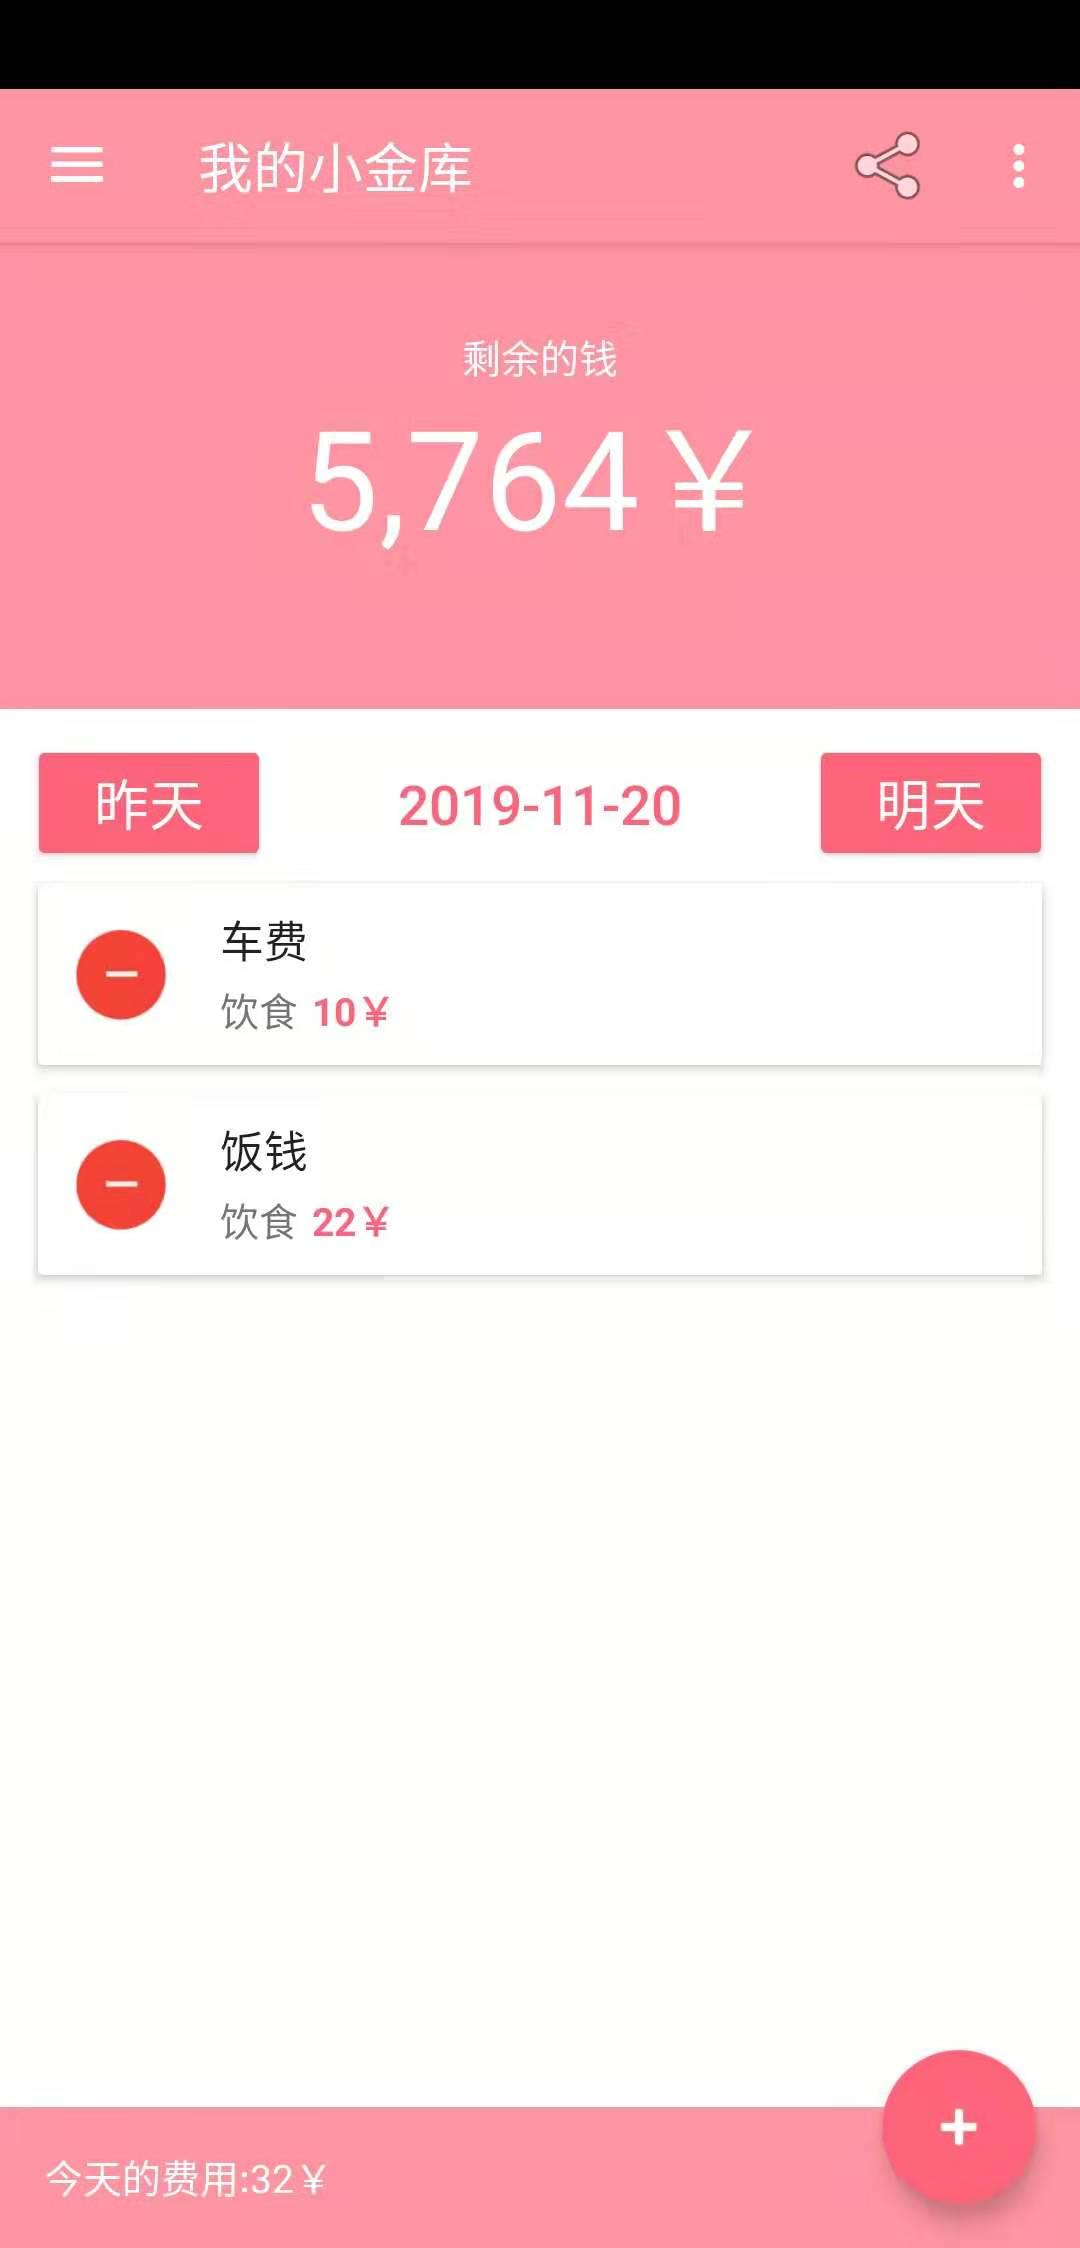 我的小金库
剩余的钱
5,764￥
昨天
2019-11-20
明天
车费
饮食 10￥
饭钱
饮食 22￥
今天的费用:32￥